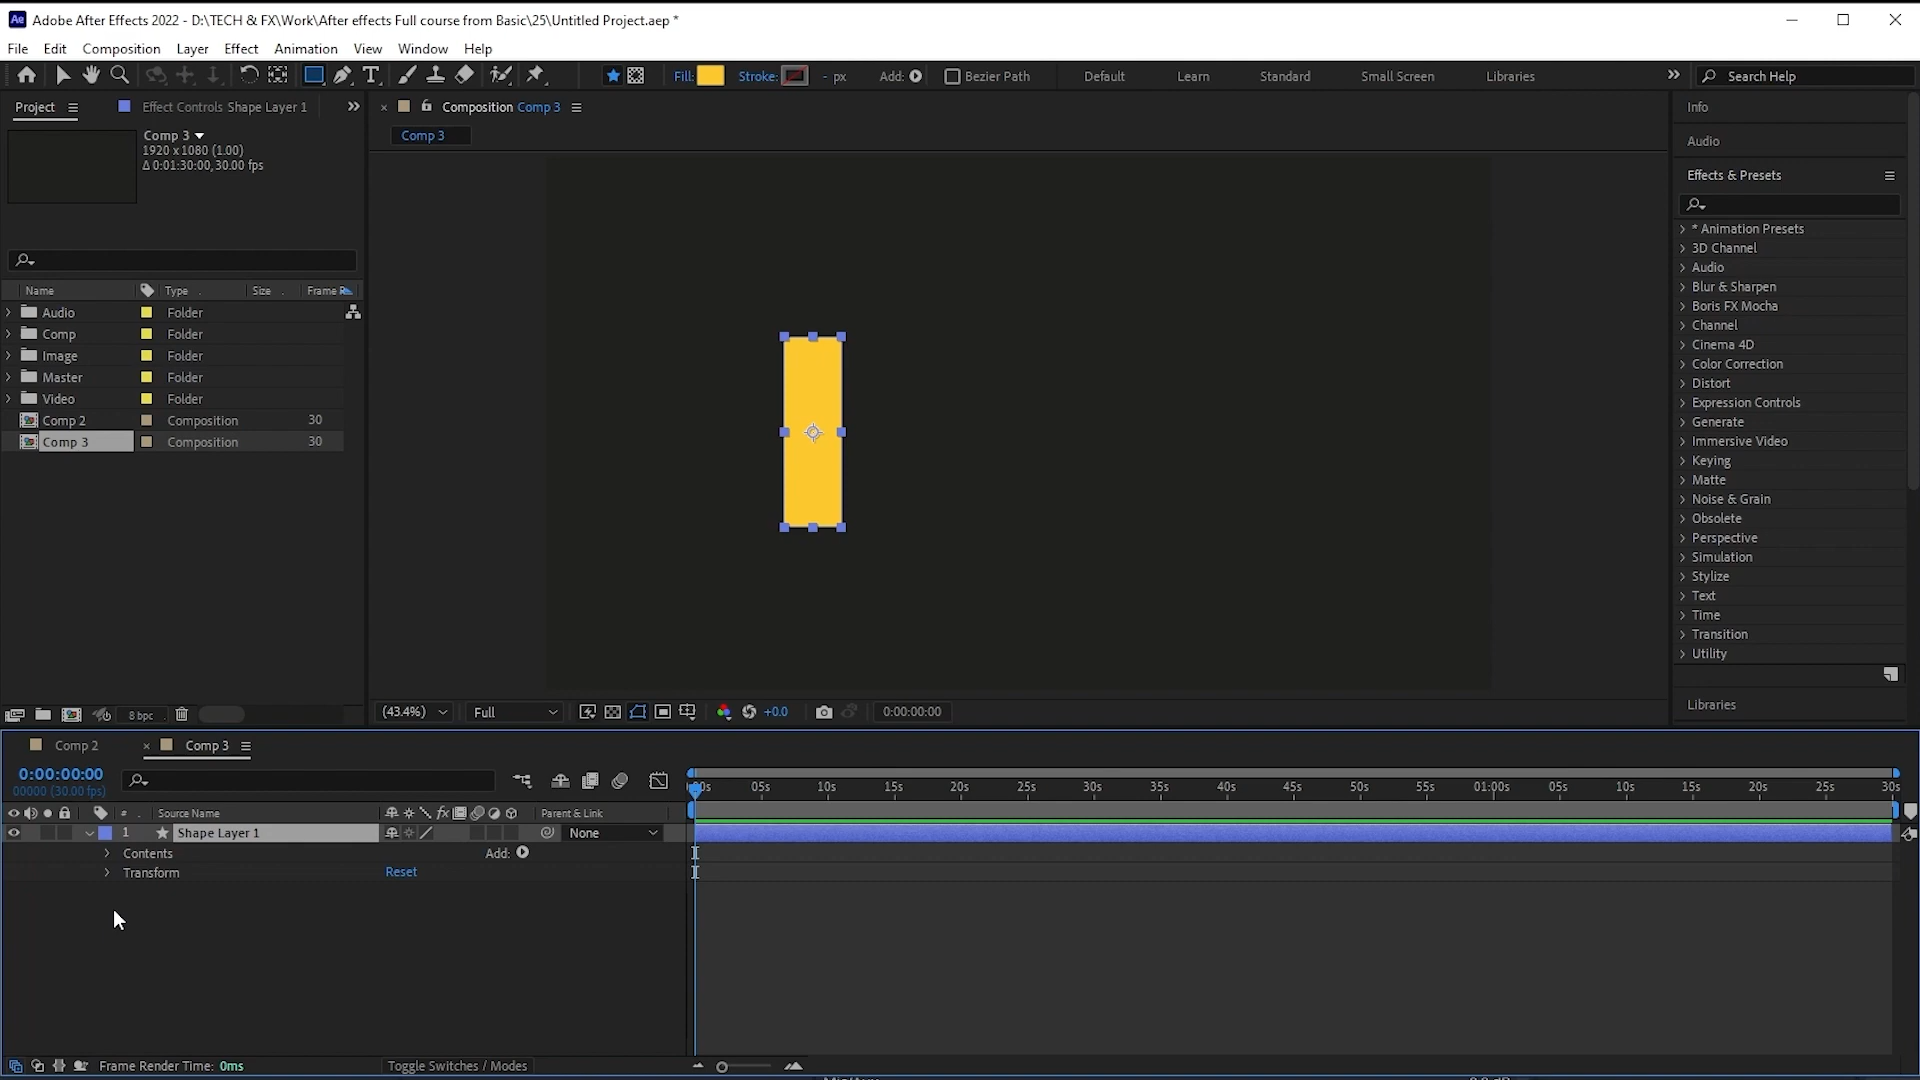 Adobe After Effects 2022 - D:\TECH & FX\Work\After effects Full course from Basic\25\Untitled Project.aep *
File Edit Composition Layer Effect Animation View Window Help
Fill: Stroke: - px Add: Bezier Path Default Learn Standard Small Screen Libraries Search Help
Project Effect Controls Shape Layer 1
Composition Comp 3
Comp 3
Comp 3
1920 x 1080 (1.00)
Δ 0:01:30:00, 30.00 fps
Name Type Size Frame R
Audio Folder
Comp Folder
Image Folder
Master Folder
Video Folder
Comp 2 Composition 30
Comp 3 Composition 30
Info
Audio
Effects & Presets
* Animation Presets
3D Channel
Audio
Blur & Sharpen
Boris FX Mocha
Channel
Cinema 4D
Color Correction
Distort
Expression Controls
Generate
Immersive Video
Keying
Matte
Noise & Grain
Obsolete
Perspective
Simulation
Stylize
Text
Time
Transition
Utility
Libraries
8 bpc
(43.4%) Full +0.0 0:00:00:00
Comp 2 Comp 3
0:00:00:00
00000 (30.00 fps)
05s 10s 15s 20s 25s 30s 35s 40s 45s 50s 55s 01:00s 05s 10s 15s 20s 25s 30s
# Source Name fx Parent & Link
1 Shape Layer 1 None
Contents Add:
Transform Reset
Frame Render Time: 0ms Toggle Switches / Modes